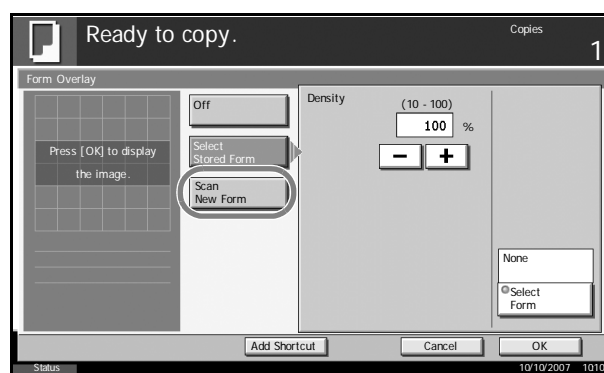 Ready to copy.
Copies
1
Form Overlay
Press [OK] to display
the image.
Off
Select
Stored Form
Scan
New Form
Density
(10 - 100)
100 %
− +
None
Select
Form
Add Shortcut Cancel OK
Status 10/10/2007 1010